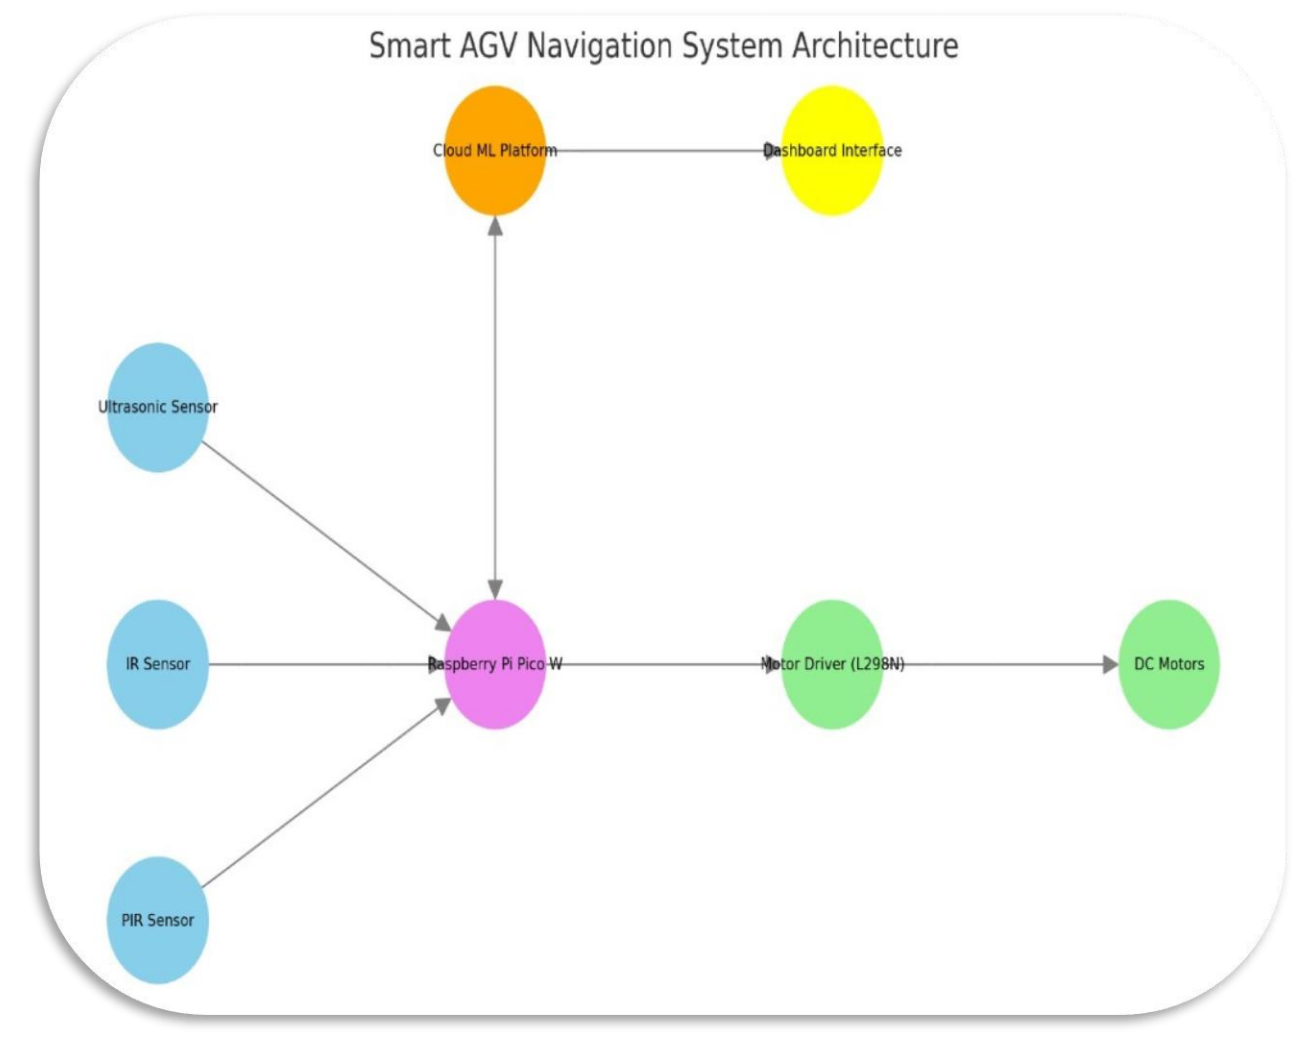 Smart AGV Navigation System Architecture
Cloud ML Platform
Dashboard Interface
Ultrasonic Sensor
IR Sensor
Raspberry Pi Pico W
Motor Driver (L298N)
DC Motors
PIR Sensor